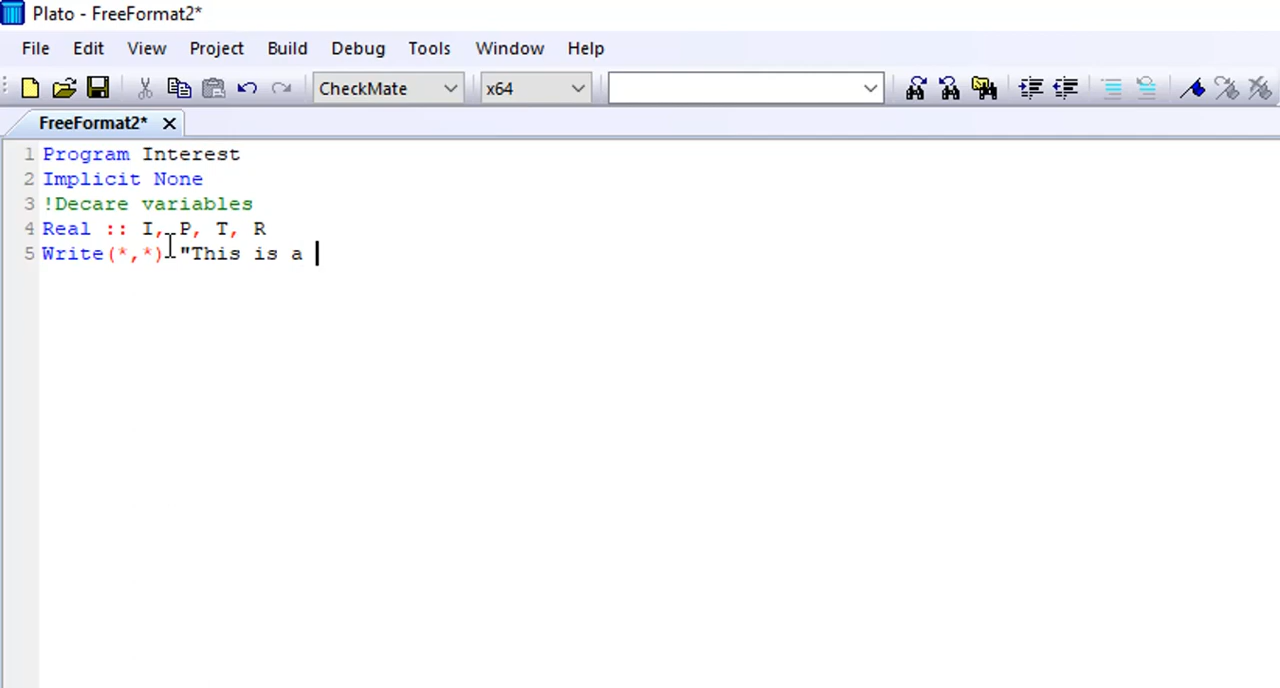 Plato - FreeFormat2*
File Edit View Project Build Debug Tools Window Help
CheckMate x64
FreeFormat2*
1 Program Interest
2 Implicit None
3 !Decare variables
4 Real :: I, P, T, R
5 Write(*,*) "This is a